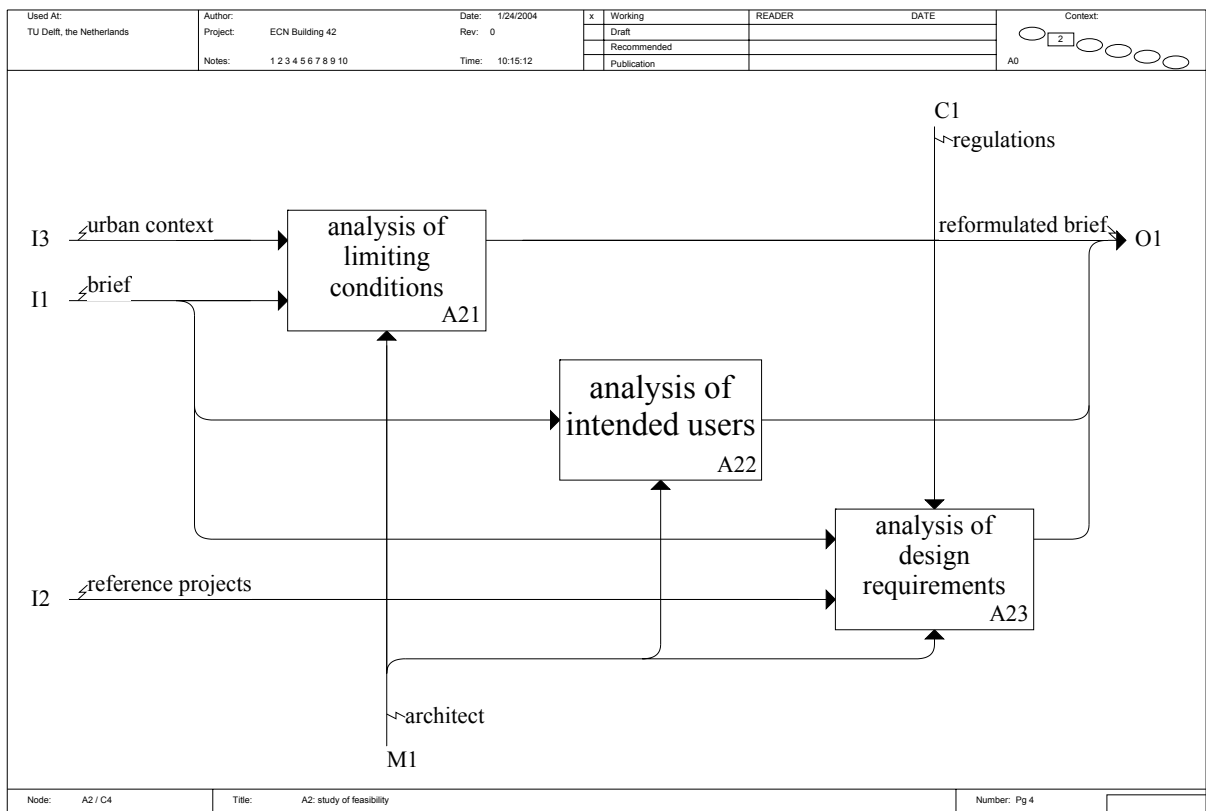 Used At:
TU Delft, the Netherlands
Author:
Project: ECN Building 42
Notes: 1 2 3 4 5 6 7 8 9 10
Date: 1/24/2004
Rev: 0
Time: 10:15:12
x Working
Draft
Recommended
Publication
READER DATE
Context:
2
A0
C1
regulations
I3
urban context
analysis of
limiting
conditions
A21
reformulated brief
O1
I1
brief
analysis of
intended users
A22
analysis of
design
requirements
A23
I2
reference projects
architect
M1
Node: A2 / C4
Title: A2: study of feasibility
Number: Pg 4